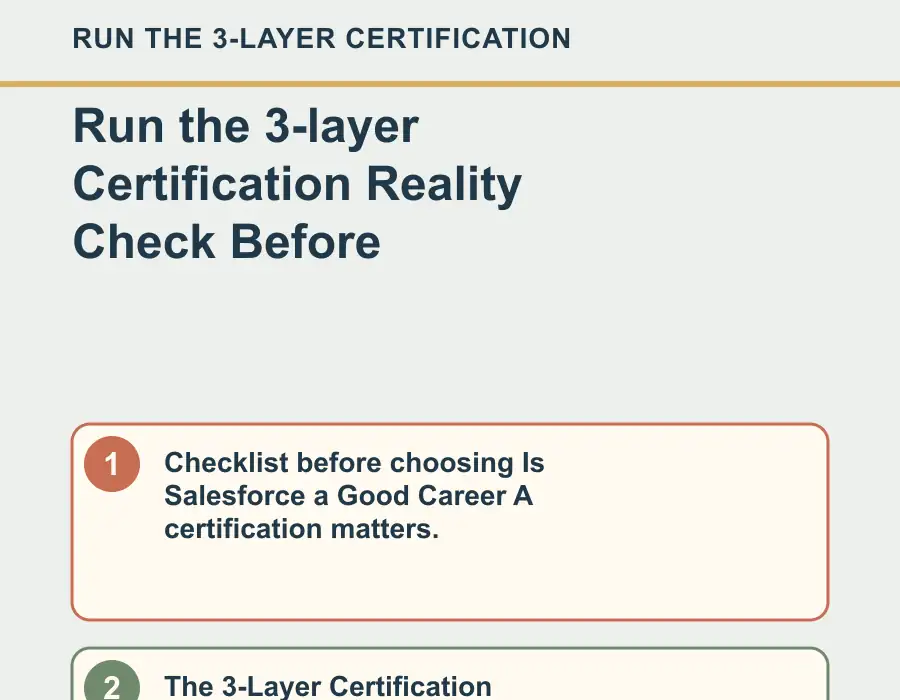 RUN THE 3-LAYER CERTIFICATION
Run the 3-layer
Certification Reality
Check Before
1
Checklist before choosing Is
Salesforce a Good Career A
certification matters.
2
The 3-Layer Certification